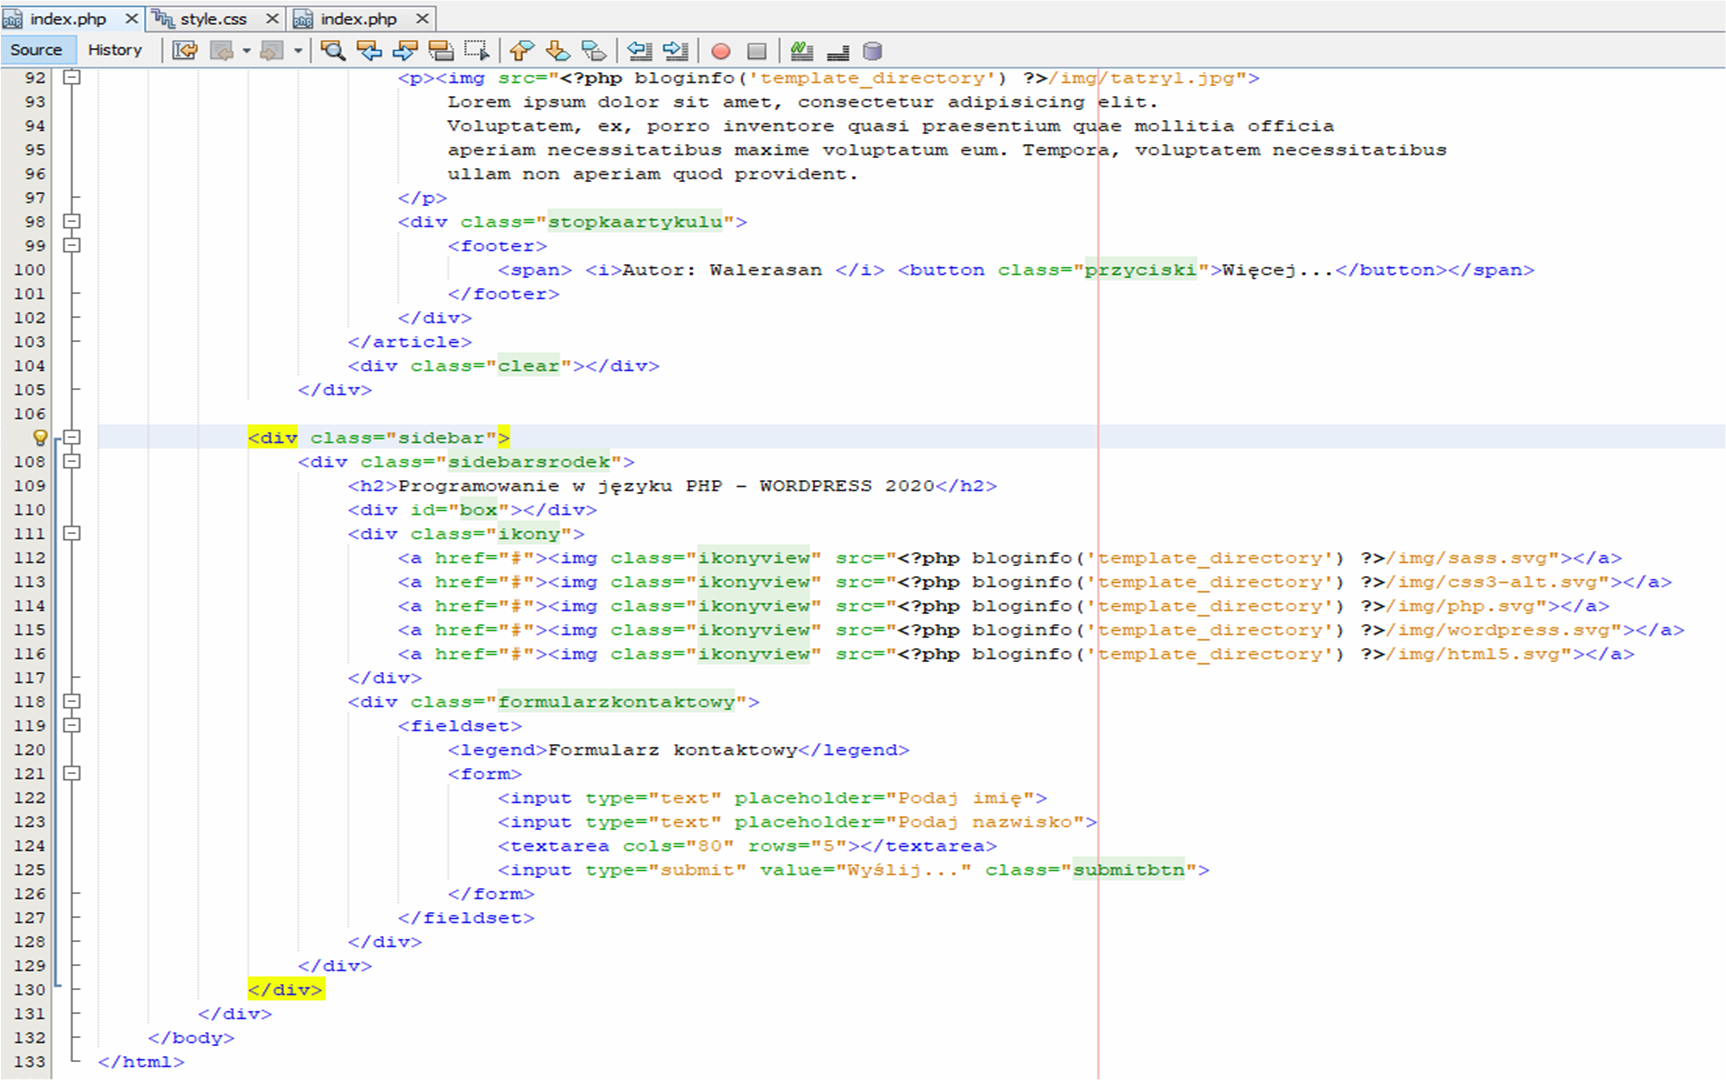 index.php
style.css
index.php
Source
History
92 <p><img src="<?php bloginfo('template_directory') ?>/img/tatry1.jpg">
93 Lorem ipsum dolor sit amet, consectetur adipisicing elit.
94 Voluptatem, ex, porro inventore quasi praesentium quae mollitia officia
95 aperiam necessitatibus maxime voluptatum eum. Tempora, voluptatem necessitatibus
96 ullam non aperiam quod provident.
97 </p>
98 <div class="stopkaartykulu">
99 <footer>
100 <span> <i>Autor: Walerasan </i> <button class="przyciski">Więcej...</button></span>
101 </footer>
102 </div>
103 </article>
104 <div class="clear"></div>
105 </div>
106
<div class="sidebar">
108 <div class="sidebarsrodek">
109 <h2>Programowanie w języku PHP - WORDPRESS 2020</h2>
110 <div id="box"></div>
111 <div class="ikony">
112 <a href="#"><img class="ikonyview" src="<?php bloginfo('template_directory') ?>/img/sass.svg"></a>
113 <a href="#"><img class="ikonyview" src="<?php bloginfo('template_directory') ?>/img/css3-alt.svg"></a>
114 <a href="#"><img class="ikonyview" src="<?php bloginfo('template_directory') ?>/img/php.svg"></a>
115 <a href="#"><img class="ikonyview" src="<?php bloginfo('template_directory') ?>/img/wordpress.svg"></a>
116 <a href="#"><img class="ikonyview" src="<?php bloginfo('template_directory') ?>/img/html5.svg"></a>
117 </div>
118 <div class="formularzkontaktowy">
119 <fieldset>
120 <legend>Formularz kontaktowy</legend>
121 <form>
122 <input type="text" placeholder="Podaj imię">
123 <input type="text" placeholder="Podaj nazwisko">
124 <textarea cols="80" rows="5"></textarea>
125 <input type="submit" value="Wyślij..." class="submitbtn">
126 </form>
127 </fieldset>
128 </div>
129 </div>
130 </div>
131 </div>
132 </body>
133 </html>